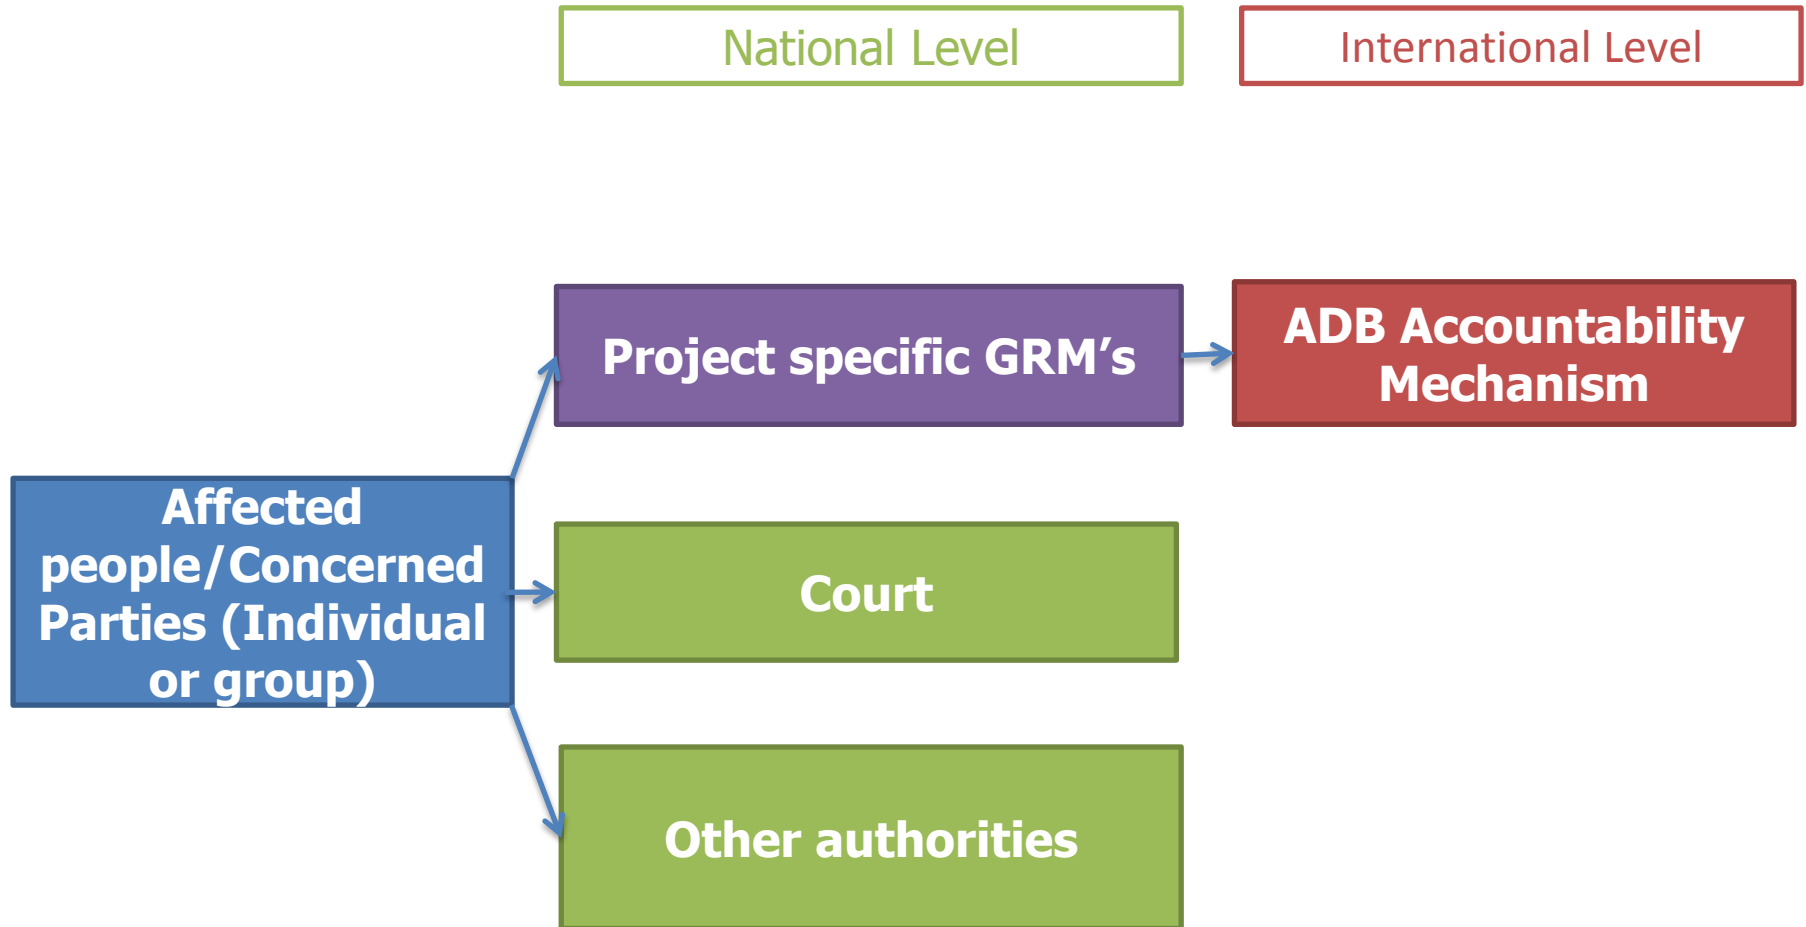 National Level
International Level
Project specific GRM’s
ADB Accountability
Mechanism
Affected
people/Concerned
Parties (Individual
or group)
Court
Other authorities